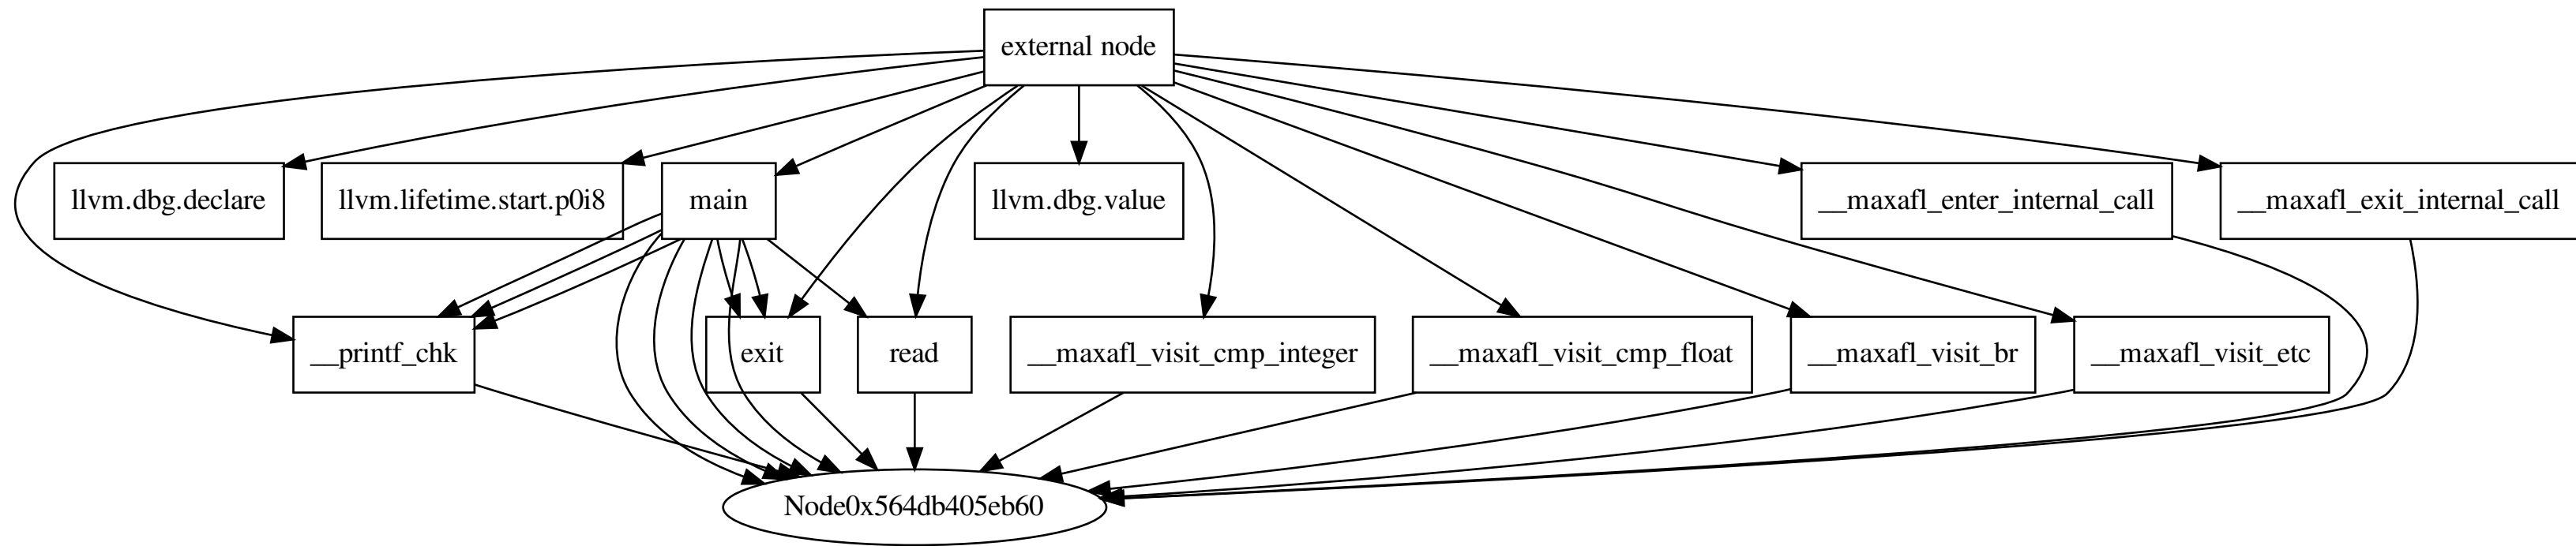 external node
llvm.dbg.declare
llvm.lifetime.start.p0i8
main
llvm.dbg.value
__maxafl_enter_internal_call
__maxafl_exit_internal_call
__printf_chk
exit
read
__maxafl_visit_cmp_integer
__maxafl_visit_cmp_float
__maxafl_visit_br
__maxafl_visit_etc
Node0x564db405eb60